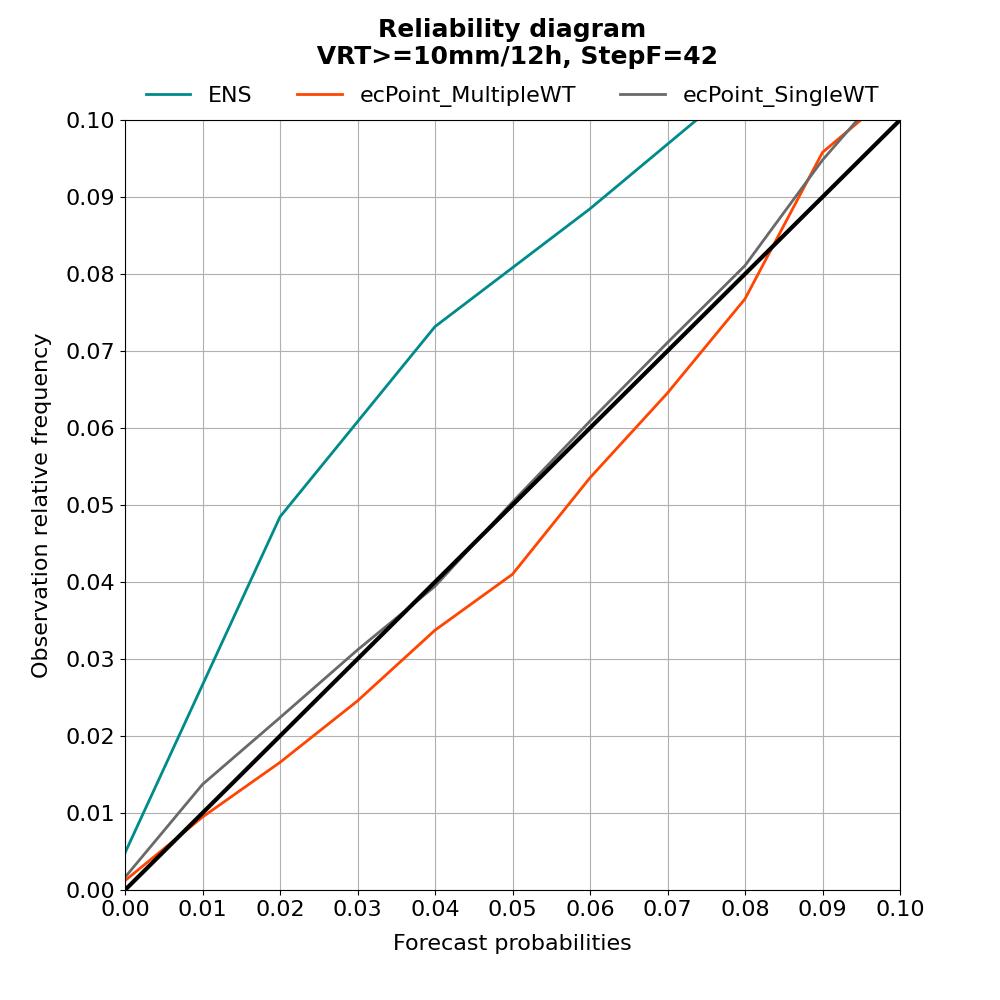 Reliability diagram
VRT>=10mm/12h, StepF=42
ENS ecPoint_MultipleWT ecPoint_SingleWT
0.10
0.09
0.08
0.07
0.06
0.05
0.04
0.03
0.02
0.01
0.00
Observation relative frequency
0.00 0.01 0.02 0.03 0.04 0.05 0.06 0.07 0.08 0.09 0.10
Forecast probabilities